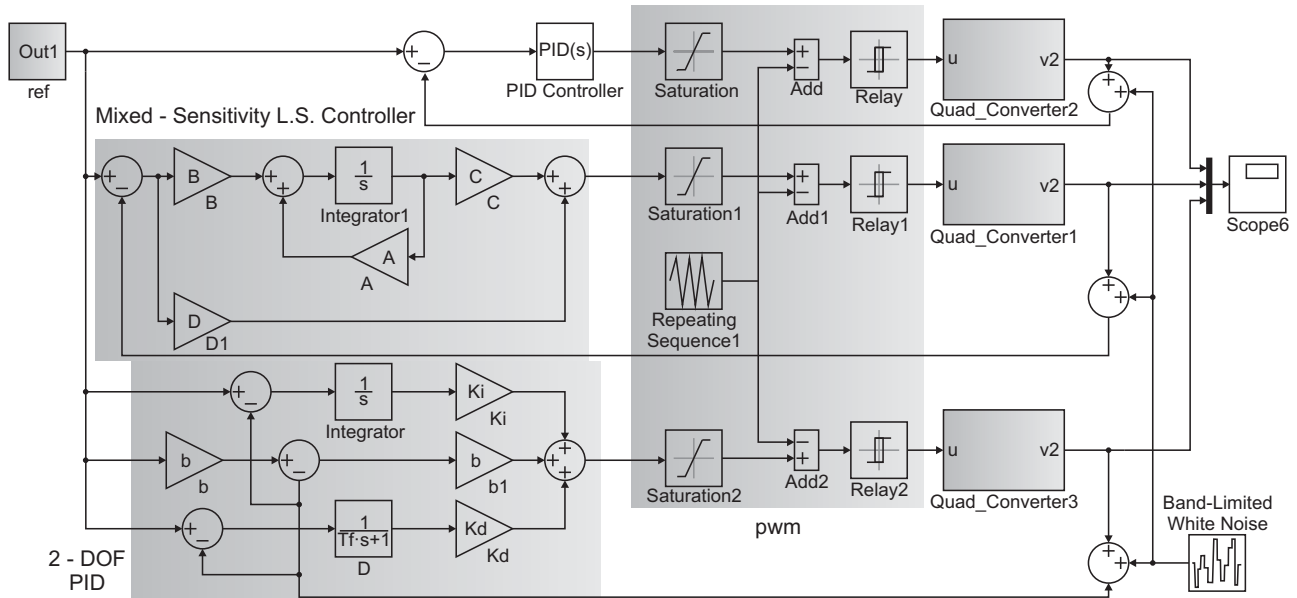 Out1
ref
+
−
PID(s)
PID Controller
Saturation
+
−
Add
Relay
u
v2
Quad_Converter2
+
+
Mixed - Sensitivity L.S. Controller
+
−
B
B
+
+
1
s
Integrator1
C
C
+
+
A
A
D
D1
Saturation1
+
−
Add1
Relay1
u
v2
Quad_Converter1
Scope6
+
+
Repeating
Sequence1
+
−
1
s
Integrator
Ki
Ki
b
b
+
−
b
b1
+
+
+
+
−
1
Tf·s+1
D
Kd
Kd
2 - DOF
PID
Saturation2
−
+
Add2
Relay2
pwm
u
v2
Quad_Converter3
Band-Limited
White Noise
+
+